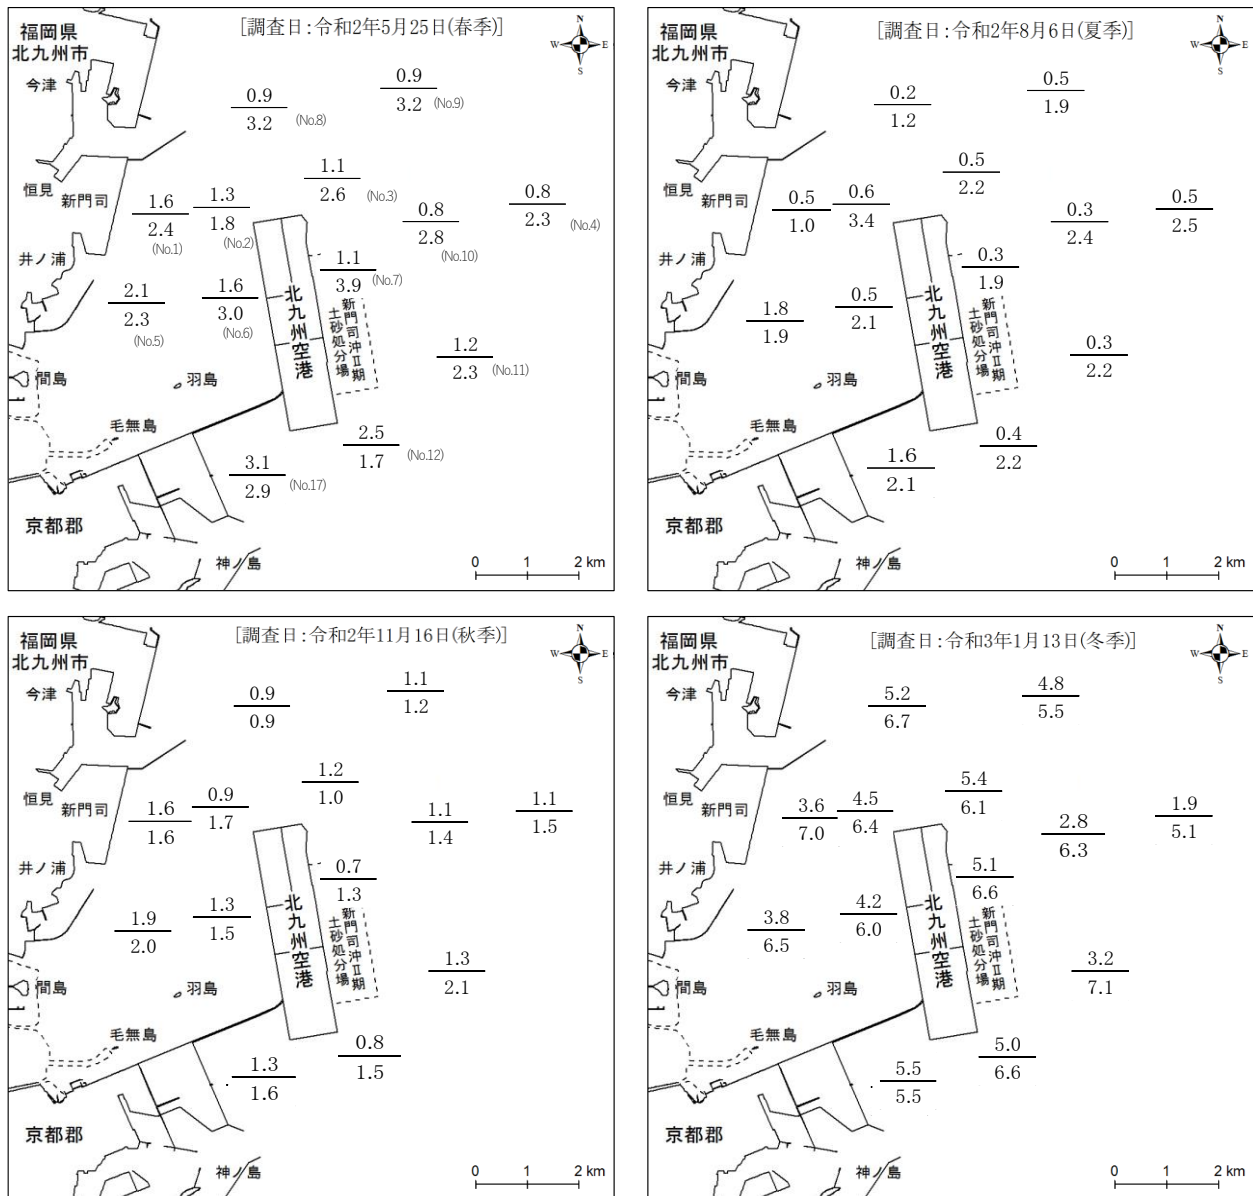 [調査日:令和2年5月25日(春季)]
福岡県
北九州市
N
W
E
S
今津
0.9
3.2
(No.9)
0.9
3.2
(No.8)
1.1
2.6
(No.3)
恒見
新門司
1.6
2.4
(No.1)
1.3
1.8
(No.2)
0.8
2.8
(No.10)
0.8
2.3
(No.4)
井ノ浦
1.1
3.9
(No.7)
2.1
2.3
(No.5)
1.6
3.0
(No.6)
北九州空港
新門司沖Ⅱ期
土砂処分場
1.2
2.3
(No.11)
間島
羽島
毛無島
2.5
1.7
(No.12)
3.1
2.9
(No.17)
京都郡
神ノ島
0 1 2 km
[調査日:令和2年8月6日(夏季)]
福岡県
北九州市
N
W
E
S
今津
0.2
1.2
0.5
1.9
0.5
2.2
恒見
新門司
0.5
1.0
0.6
3.4
0.3
2.4
0.5
2.5
井ノ浦
0.3
1.9
1.8
1.9
0.5
2.1
北九州空港
新門司沖Ⅱ期
土砂処分場
0.3
2.2
間島
羽島
毛無島
0.4
2.2
1.6
2.1
京都郡
神ノ島
0 1 2 km
[調査日:令和2年11月16日(秋季)]
福岡県
北九州市
N
W
E
S
今津
0.9
0.9
1.1
1.2
1.2
1.0
恒見
新門司
1.6
1.6
0.9
1.7
1.1
1.4
1.1
1.5
井ノ浦
0.7
1.3
1.9
2.0
1.3
1.5
北九州空港
新門司沖Ⅱ期
土砂処分場
1.3
2.1
間島
羽島
毛無島
0.8
1.5
1.3
1.6
京都郡
神ノ島
0 1 2 km
[調査日:令和3年1月13日(冬季)]
福岡県
北九州市
N
W
E
S
今津
5.2
6.7
4.8
5.5
5.4
6.1
恒見
新門司
3.6
7.0
4.5
6.4
2.8
6.3
1.9
5.1
井ノ浦
5.1
6.6
3.8
6.5
4.2
6.0
北九州空港
新門司沖Ⅱ期
土砂処分場
3.2
7.1
間島
羽島
毛無島
5.0
6.6
5.5
5.5
京都郡
神ノ島
0 1 2 km